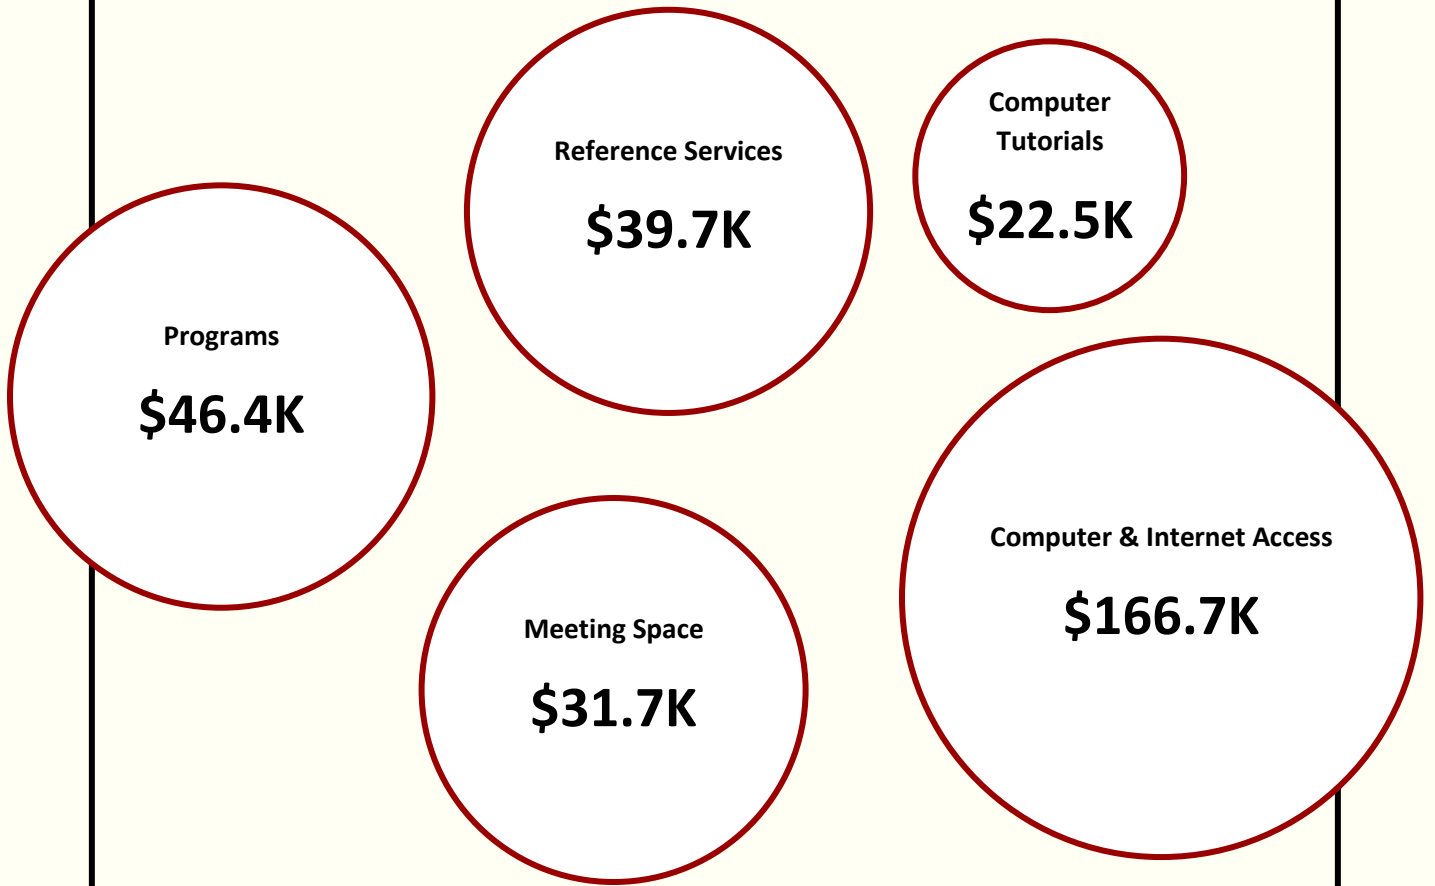 Reference Services
$39.7K
Computer
Tutorials
$22.5K
Programs
$46.4K
Computer & Internet Access
$166.7K
Meeting Space
$31.7K